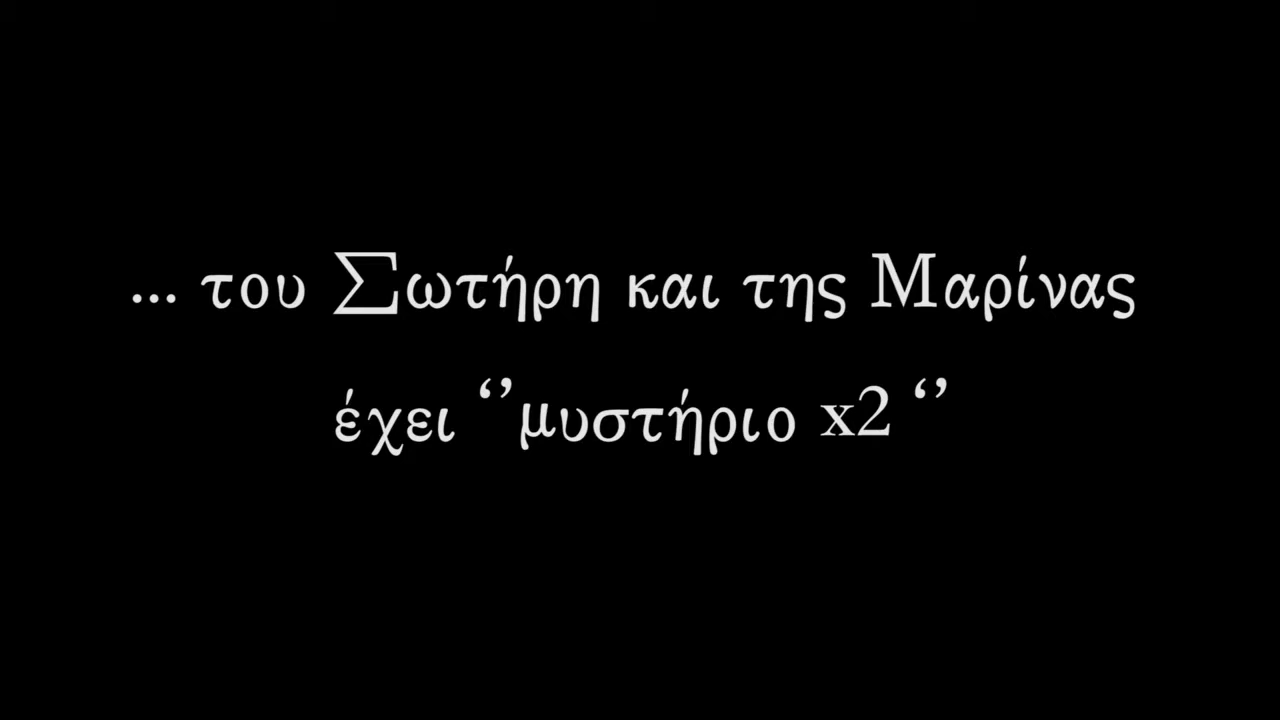 ... του Σωτήρη και της Μαρίνας
έχει ‘’μυστήριο x2 ‘’